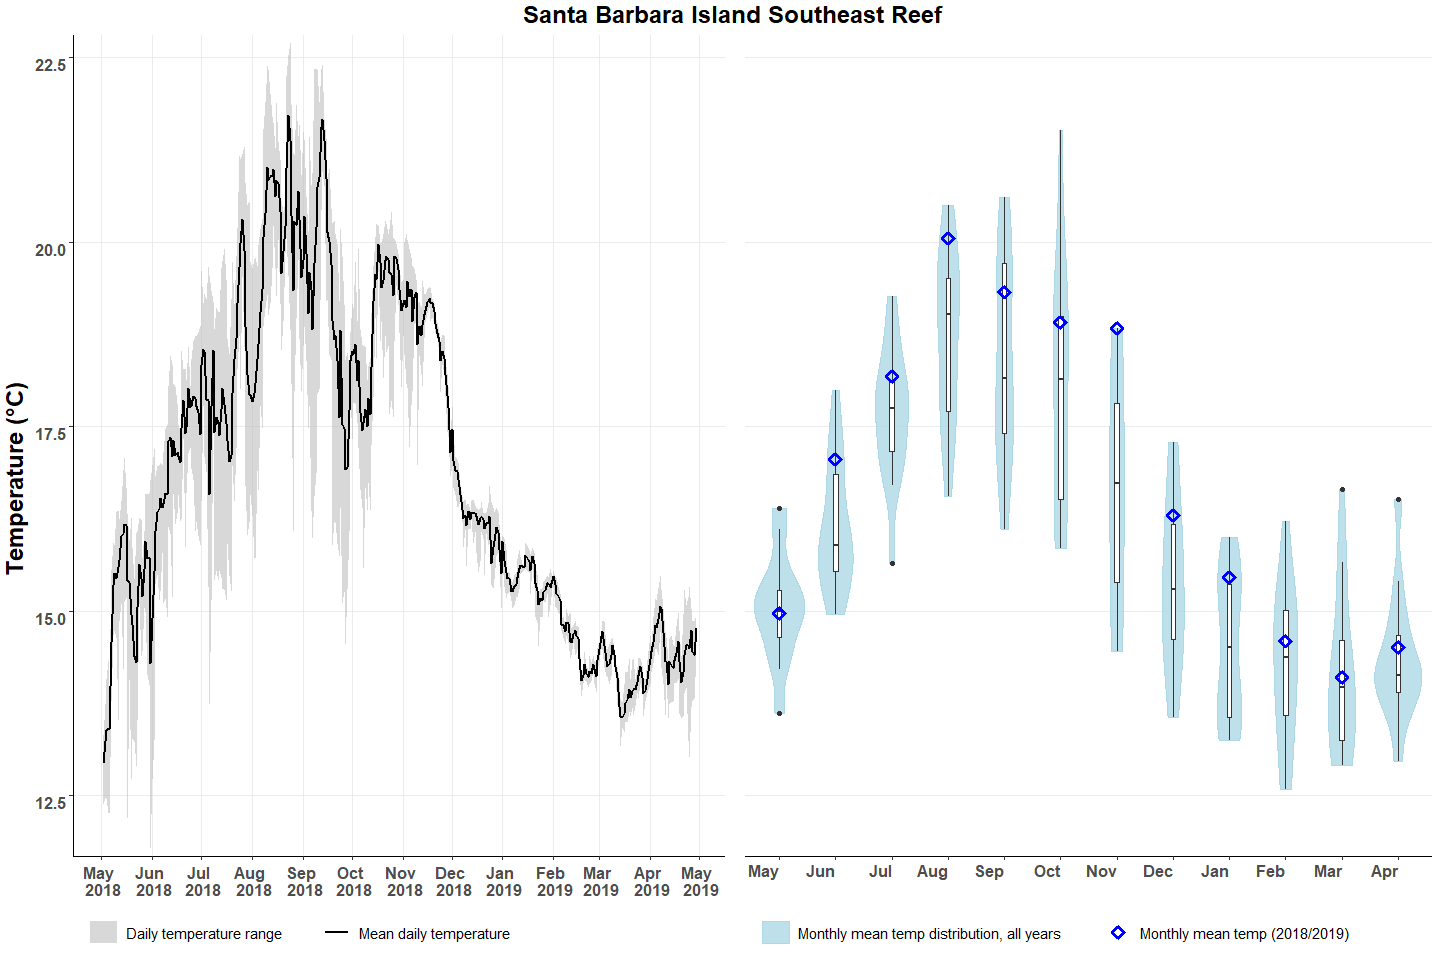 Santa Barbara Island Southeast Reef
Temperature (°C)
22.5
20.0
17.5
15.0
12.5
May 2018
Jun 2018
Jul 2018
Aug 2018
Sep 2018
Oct 2018
Nov 2018
Dec 2018
Jan 2019
Feb 2019
Mar 2019
Apr 2019
May 2019
May Jun Jul Aug Sep Oct Nov Dec Jan Feb Mar Apr
Daily temperature range
Mean daily temperature
Monthly mean temp distribution, all years
Monthly mean temp (2018/2019)